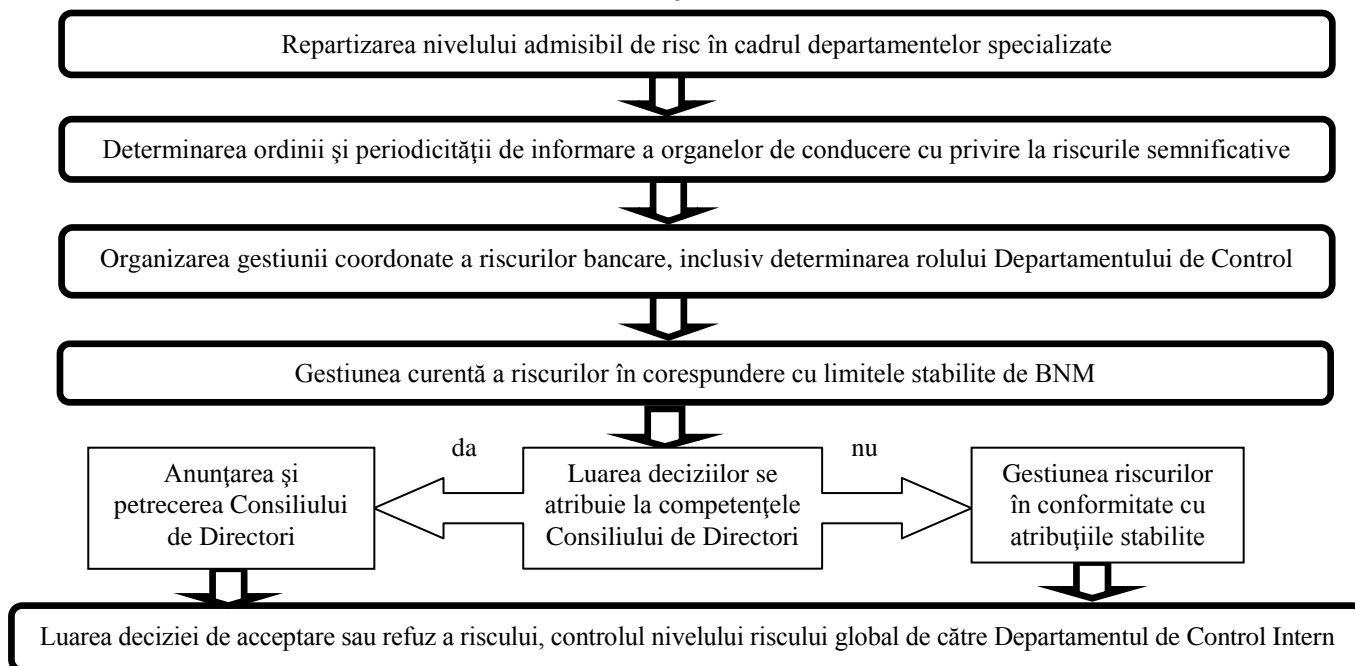 Repartizarea nivelului admisibil de risc în cadrul departamentelor specializate
Determinarea ordinii şi periodicităţii de informare a organelor de conducere cu privire la riscurile semnificative
Organizarea gestiunii coordonate a riscurilor bancare, inclusiv determinarea rolului Departamentului de Control
Gestiunea curentă a riscurilor în corespundere cu limitele stabilite de BNM
da
nu
Anunţarea şi
petrecerea Consiliului
de Directori
Luarea deciziilor se
atribuie la competenţele
Consiliului de Directori
Gestiunea riscurilor
în conformitate cu
atribuţiile stabilite
Luarea deciziei de acceptare sau refuz a riscului, controlul nivelului riscului global de către Departamentul de Control Intern